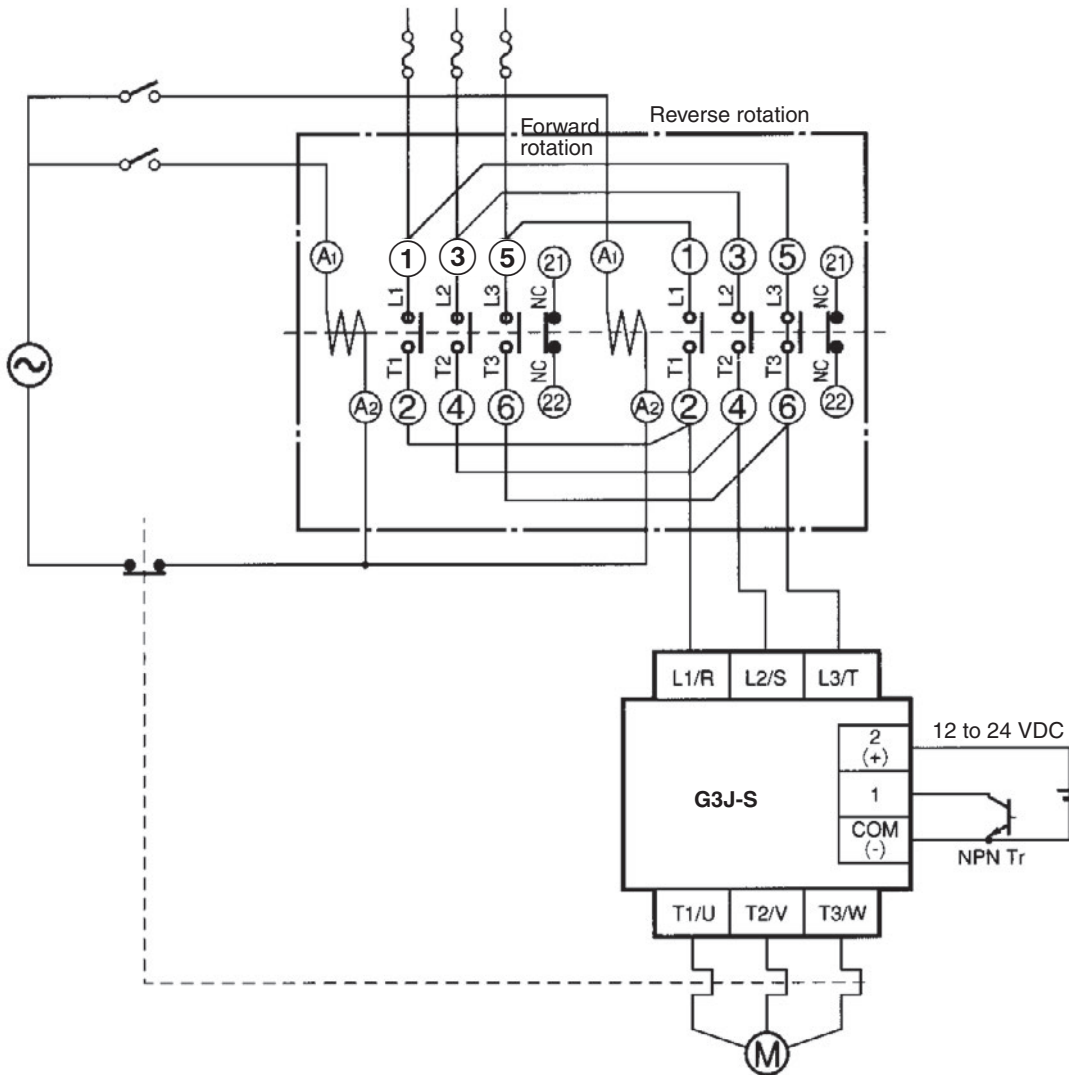 Reverse rotation
Forward
rotation
A1 1 3 5 21 A1 1 3 5 21
L1 L2 L3 NC L1 L2 L3 NC
T1 T2 T3 NC T1 T2 T3 NC
A2 2 4 6 22 A2 2 4 6 22
L1/R L2/S L3/T
12 to 24 VDC
2
(+)
G3J-S
1
COM
(-)
NPN Tr
T1/U T2/V T3/W
M